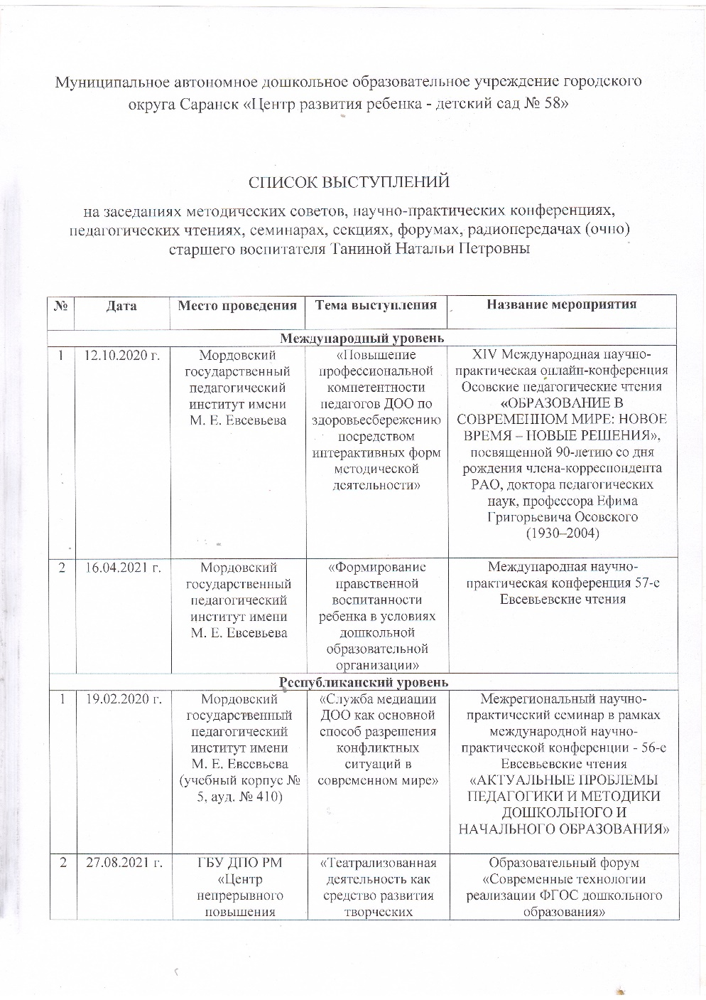 Муниципальное автономное дошкольное образовательное учреждение городского
округа Саранск «Центр развития ребенка - детский сад № 58»
СПИСОК ВЫСТУПЛЕНИЙ
на заседаниях методических советов, научно-практических конференциях,
педагогических чтениях, семинарах, секциях, форумах, радиопередачах (очно)
старшего воспитателя Таниной Натальи Петровны
№ Дата Место проведения Тема выступления Название мероприятия
Международный уровень
1
12.10.2020 г.
Мордовский
государственный
педагогический
институт имени
М. Е. Евсевьева
«Повышение
профессиональной
компетентности
педагогов ДОО по
здоровьесбережению
посредством
интерактивных форм
методической
деятельности»
XIV Международная научно-
практическая онлайн-конференция
Осовские педагогические чтения
«ОБРАЗОВАНИЕ В
СОВРЕМЕННОМ МИРЕ: НОВОЕ
ВРЕМЯ – НОВЫЕ РЕШЕНИЯ»,
посвященной 90-летию со дня
рождения члена-корреспондента
РАО, доктора педагогических
наук, профессора Ефима
Григорьевича Осовского
(1930–2004)
2
16.04.2021 г.
Мордовский
государственный
педагогический
институт имени
М. Е. Евсевьева
«Формирование
нравственной
воспитанности
ребенка в условиях
дошкольной
образовательной
организации»
Международная научно-
практическая конференция 57-е
Евсевьевские чтения
Республиканский уровень
1
19.02.2020 г.
Мордовский
государственный
педагогический
институт имени
М. Е. Евсевьева
(учебный корпус №
5, ауд. № 410)
«Служба медиации
ДОО как основной
способ разрешения
конфликтных
ситуаций в
современном мире»
Межрегиональный научно-
практический семинар в рамках
международной научно-
практической конференции - 56-е
Евсевьевские чтения
«АКТУАЛЬНЫЕ ПРОБЛЕМЫ
ПЕДАГОГИКИ И МЕТОДИКИ
ДОШКОЛЬНОГО И
НАЧАЛЬНОГО ОБРАЗОВАНИЯ»
2
27.08.2021 г.
ГБУ ДПО РМ
«Центр
непрерывного
повышения
«Театрализованная
деятельность как
средство развития
творческих
Образовательный форум
«Современные технологии
реализации ФГОС дошкольного
образования»